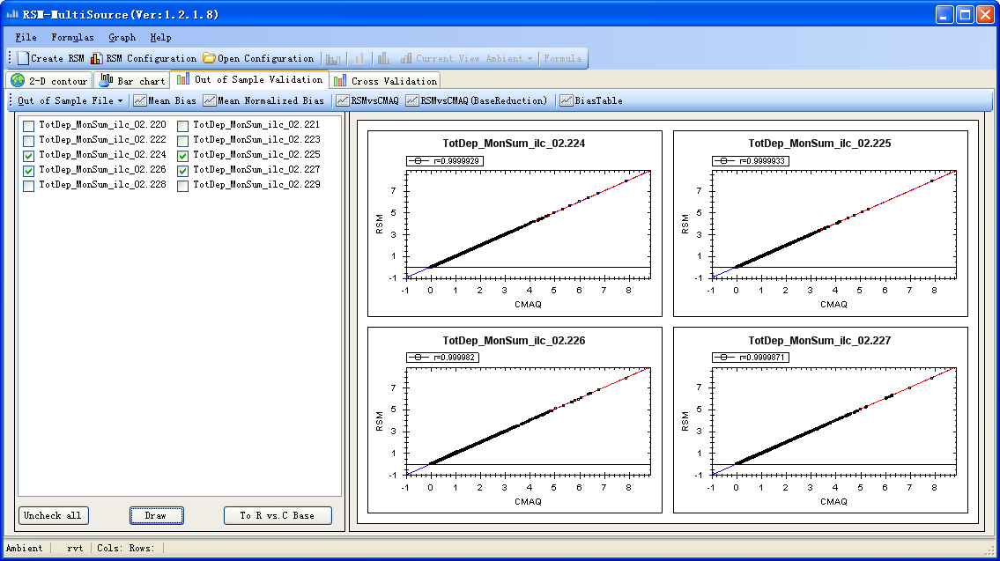 RSM-MultiSource(Ver:1.2.1.8)
File Formulas Graph Help
Create RSM RSM Configuration Open Configuration Current View Ambient Formula
2-D contour Bar chart Out of Sample Validation Cross Validation
Out of Sample File Mean Bias Mean Normalized Bias RSMvsCMAQ RSMvsCMAQ(BaseReduction) BiasTable
TotDep_MonSum_ilc_02.220 TotDep_MonSum_ilc_02.221
TotDep_MonSum_ilc_02.222 TotDep_MonSum_ilc_02.223
TotDep_MonSum_ilc_02.224 TotDep_MonSum_ilc_02.225
TotDep_MonSum_ilc_02.226 TotDep_MonSum_ilc_02.227
TotDep_MonSum_ilc_02.228 TotDep_MonSum_ilc_02.229
Uncheck all Draw To R vs.C Base
TotDep_MonSum_ilc_02.224
r=0.9999929
RSM
7
5
3
1
-1
-1 0 1 2 3 4 5 6 7 8
CMAQ
TotDep_MonSum_ilc_02.225
r=0.9999933
RSM
7
5
3
1
-1
-1 0 1 2 3 4 5 6 7 8
CMAQ
TotDep_MonSum_ilc_02.226
r=0.999982
RSM
7
5
3
1
-1
-1 0 1 2 3 4 5 6 7 8
CMAQ
TotDep_MonSum_ilc_02.227
r=0.9999871
RSM
7
5
3
1
-1
-1 0 1 2 3 4 5 6 7 8
CMAQ
Ambient rvt Cols: Rows: